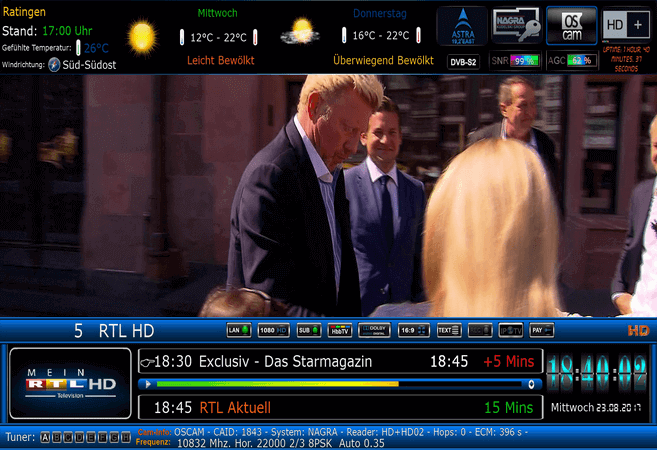 Ratingen
Stand: 17:00 Uhr
Gefühlte Temperatur: 26°C
Windrichtung: Süd-Südost
Mittwoch
12°C - 22°C
Leicht Bewölkt
Donnerstag
16°C - 22°C
Überwiegend Bewölkt
ASTRA
19,2°EAST
NAGRA
OS
cam
HD +
DVB-S2
SNR 99 %
AGC 62 %
UPTIME: 1 HOUR, 40
MINUTES, 37
SECONDS
5 RTL HD
LAN
1080 HD
SUB
HbbTV
DOLBY
16:9
TEXT
IP TV
PAY
HD
MEIN
RTL HD
Television
18:30 Exclusiv - Das Starmagazin 18:45 +5 Mins
18:45 RTL Aktuell 15 Mins
Mittwoch 23.08.2017
Tuner: A B C D E F G H
CamInfo: OSCAM - CAID: 1843 - System: NAGRA - Reader: HD+HD02 - Hops: 0 - ECM: 396 s -
Frequenz: 10832 Mhz. Hor. 22000 2/3 8PSK Auto 0.35